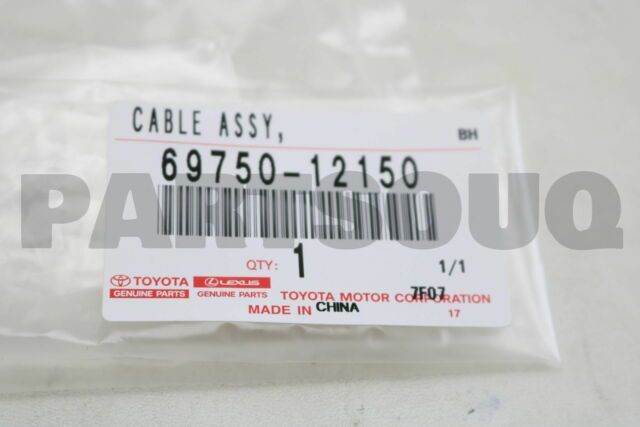 CABLE ASSY,
BH
69750-12150
PARTSOUQ
QTY: 1 1/1
TOYOTA LEXUS
GENUINE PARTS GENUINE PARTS
TOYOTA MOTOR CORPORATION
7F07
MADE IN CHINA 17